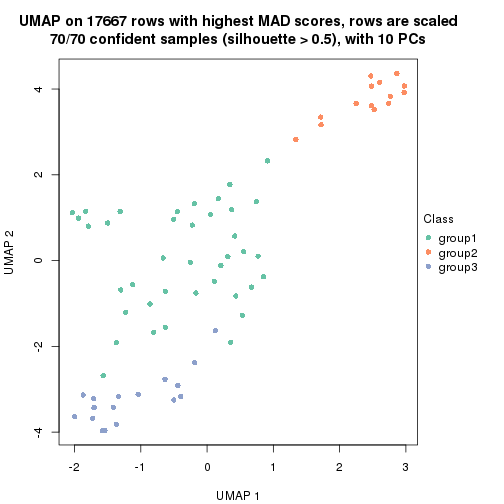 UMAP on 17667 rows with highest MAD scores, rows are scaled
70/70 confident samples (silhouette > 0.5), with 10 PCs
4
2
0
-2
-4
UMAP 2
-2
-1
0
1
2
3
UMAP 1
Class
group1
group2
group3